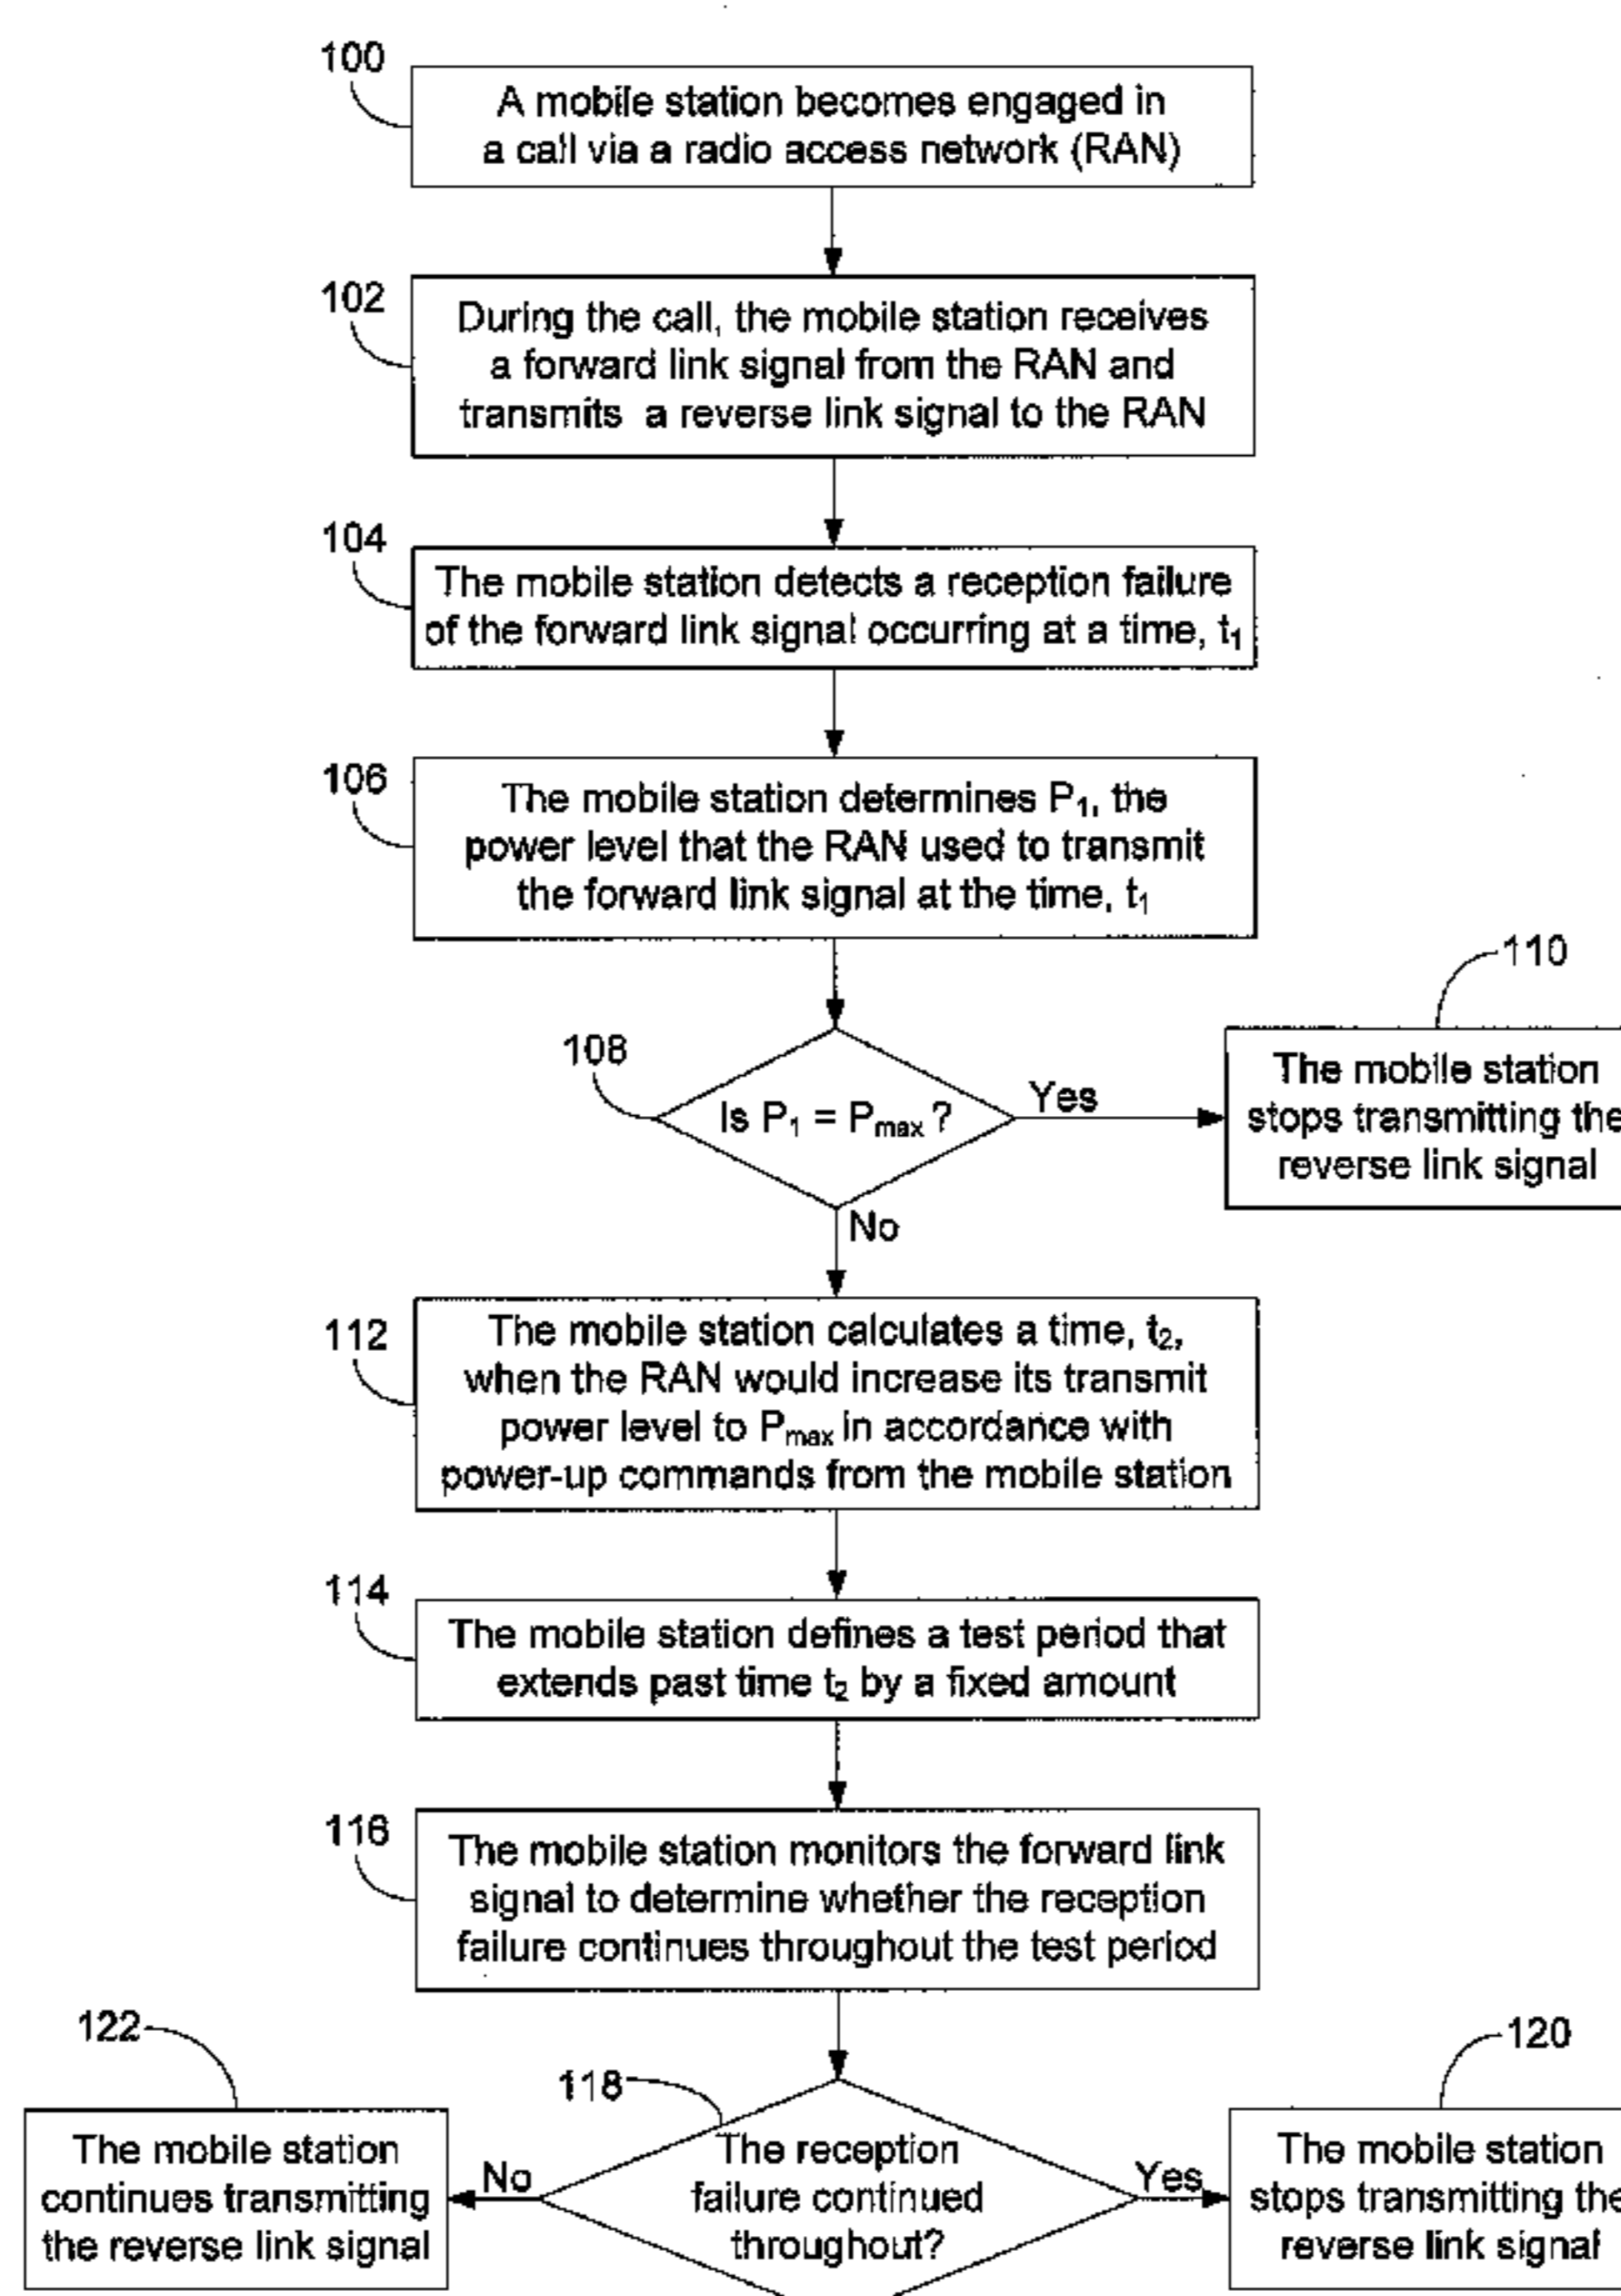 100
A mobile station becomes engaged in
a call via a radio access network (RAN)
102
During the call, the mobile station receives
a forward link signal from the RAN and
transmits a reverse link signal to the RAN
104
The mobile station detects a reception failure
of the forward link signal occurring at a time, t₁
106
The mobile station determines P₁, the
power level that the RAN used to transmit
the forward link signal at the time, t₁
108
Is P₁ = Pmax ?
Yes
110
The mobile station
stops transmitting the
reverse link signal
No
112
The mobile station calculates a time, t₂,
when the RAN would increase its transmit
power level to Pmax in accordance with
power-up commands from the mobile station
114
The mobile station defines a test period that
extends past time t₂ by a fixed amount
116
The mobile station monitors the forward link
signal to determine whether the reception
failure continues throughout the test period
118
The reception
failure continued
throughout?
No
122
The mobile station
continues transmitting
the reverse link signal
Yes
120
The mobile station
stops transmitting the
reverse link signal